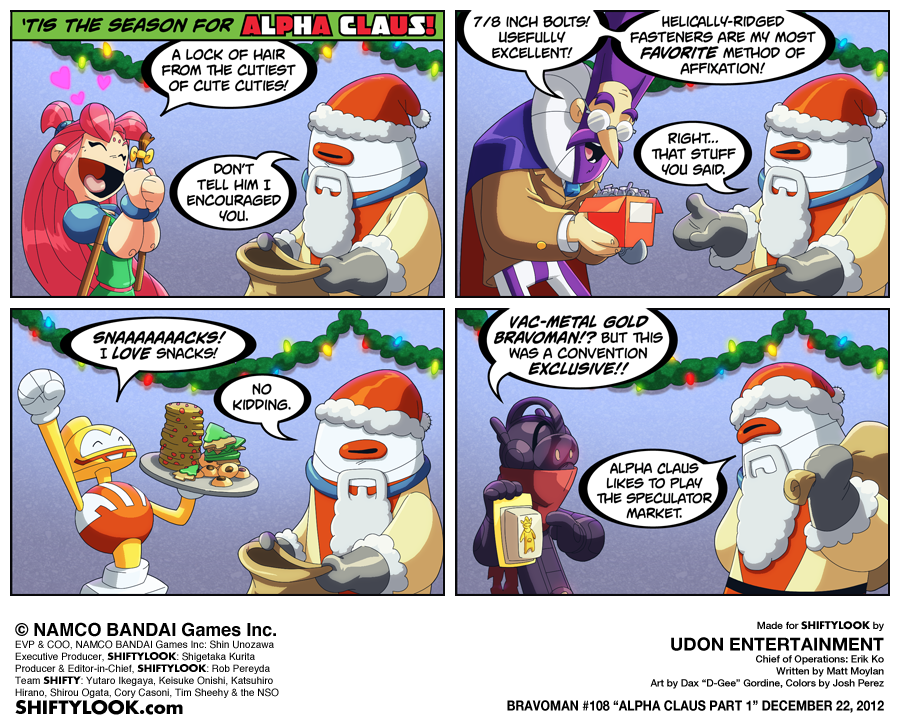 'TIS THE SEASON FOR ALPHA CLAUS!
A LOCK OF HAIR
FROM THE CUTIEST
OF CUTE CUTIES!
DON'T
TELL HIM I
ENCOURAGED
YOU.
7/8 INCH BOLTS!
USEFULLY
EXCELLENT!
HELICALLY-RIDGED
FASTENERS ARE MY MOST
FAVORITE METHOD OF
AFFIXATION!
RIGHT...
THAT STUFF
YOU SAID.
SNAAAAAAACKS!
I LOVE SNACKS!
NO
KIDDING.
VAC-METAL GOLD
BRAVOMAN!? BUT THIS
WAS A CONVENTION
EXCLUSIVE!!
ALPHA CLAUS
LIKES TO PLAY
THE SPECULATOR
MARKET.
© NAMCO BANDAI Games Inc.
EVP & COO, NAMCO BANDAI Games Inc: Shin Unozawa
Executive Producer, SHIFTYLOOK: Shigetaka Kurita
Producer & Editor-in-Chief, SHIFTYLOOK: Rob Pereyda
Team SHIFTY: Yutaro Ikegaya, Keisuke Onishi, Katsuhiro
Hirano, Shirou Ogata, Cory Casoni, Tim Sheehy & the NSO
SHIFTYLOOK.com
Made for SHIFTYLOOK by
UDON ENTERTAINMENT
Chief of Operations: Erik Ko
Written by Matt Moylan
Art by Dax "D-Gee" Gordine, Colors by Josh Perez
BRAVOMAN #108 "ALPHA CLAUS PART 1" DECEMBER 22, 2012